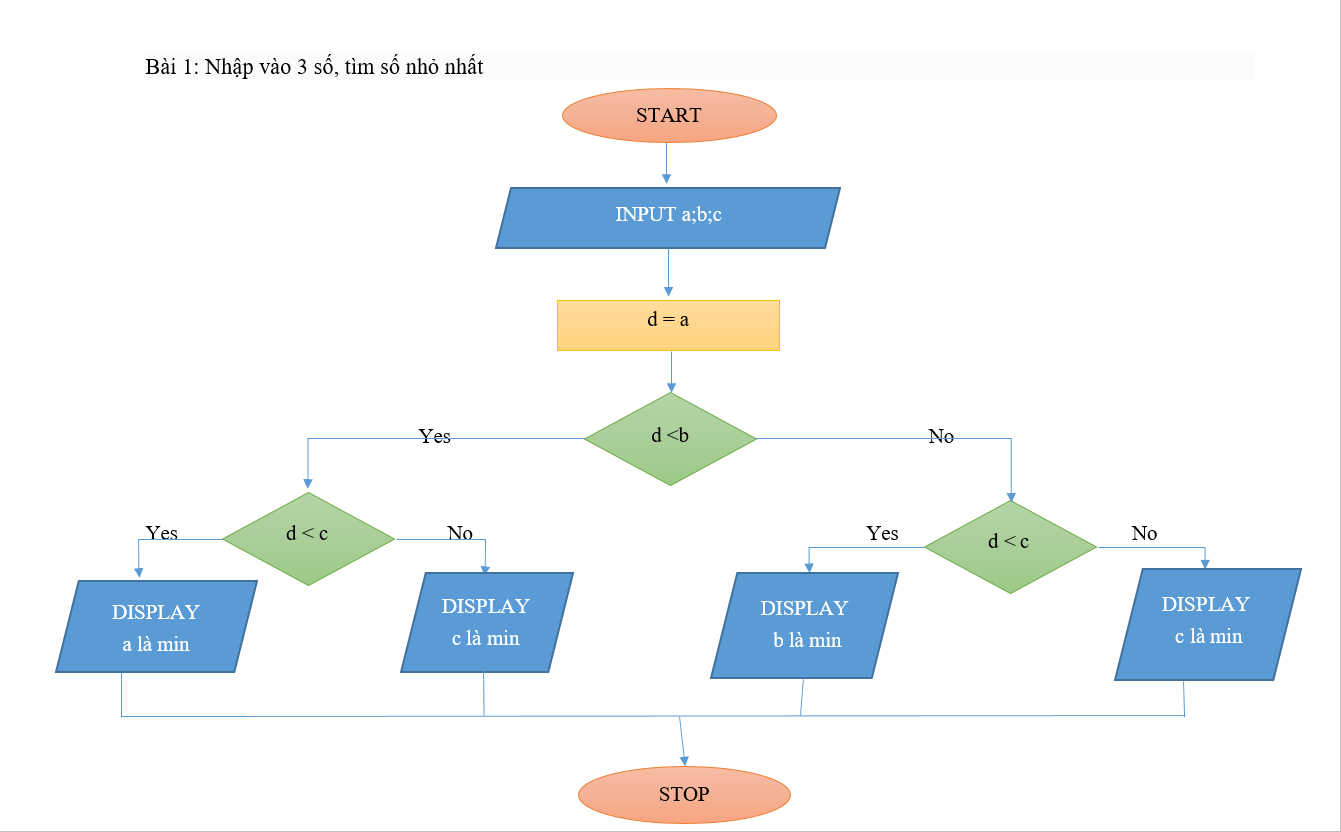 Bài 1: Nhập vào 3 số, tìm số nhỏ nhất
START
INPUT a;b;c
d = a
d <b
Yes
No
d < c
Yes
No
d < c
Yes
No
DISPLAY
a là min
DISPLAY
c là min
DISPLAY
b là min
DISPLAY
c là min
STOP